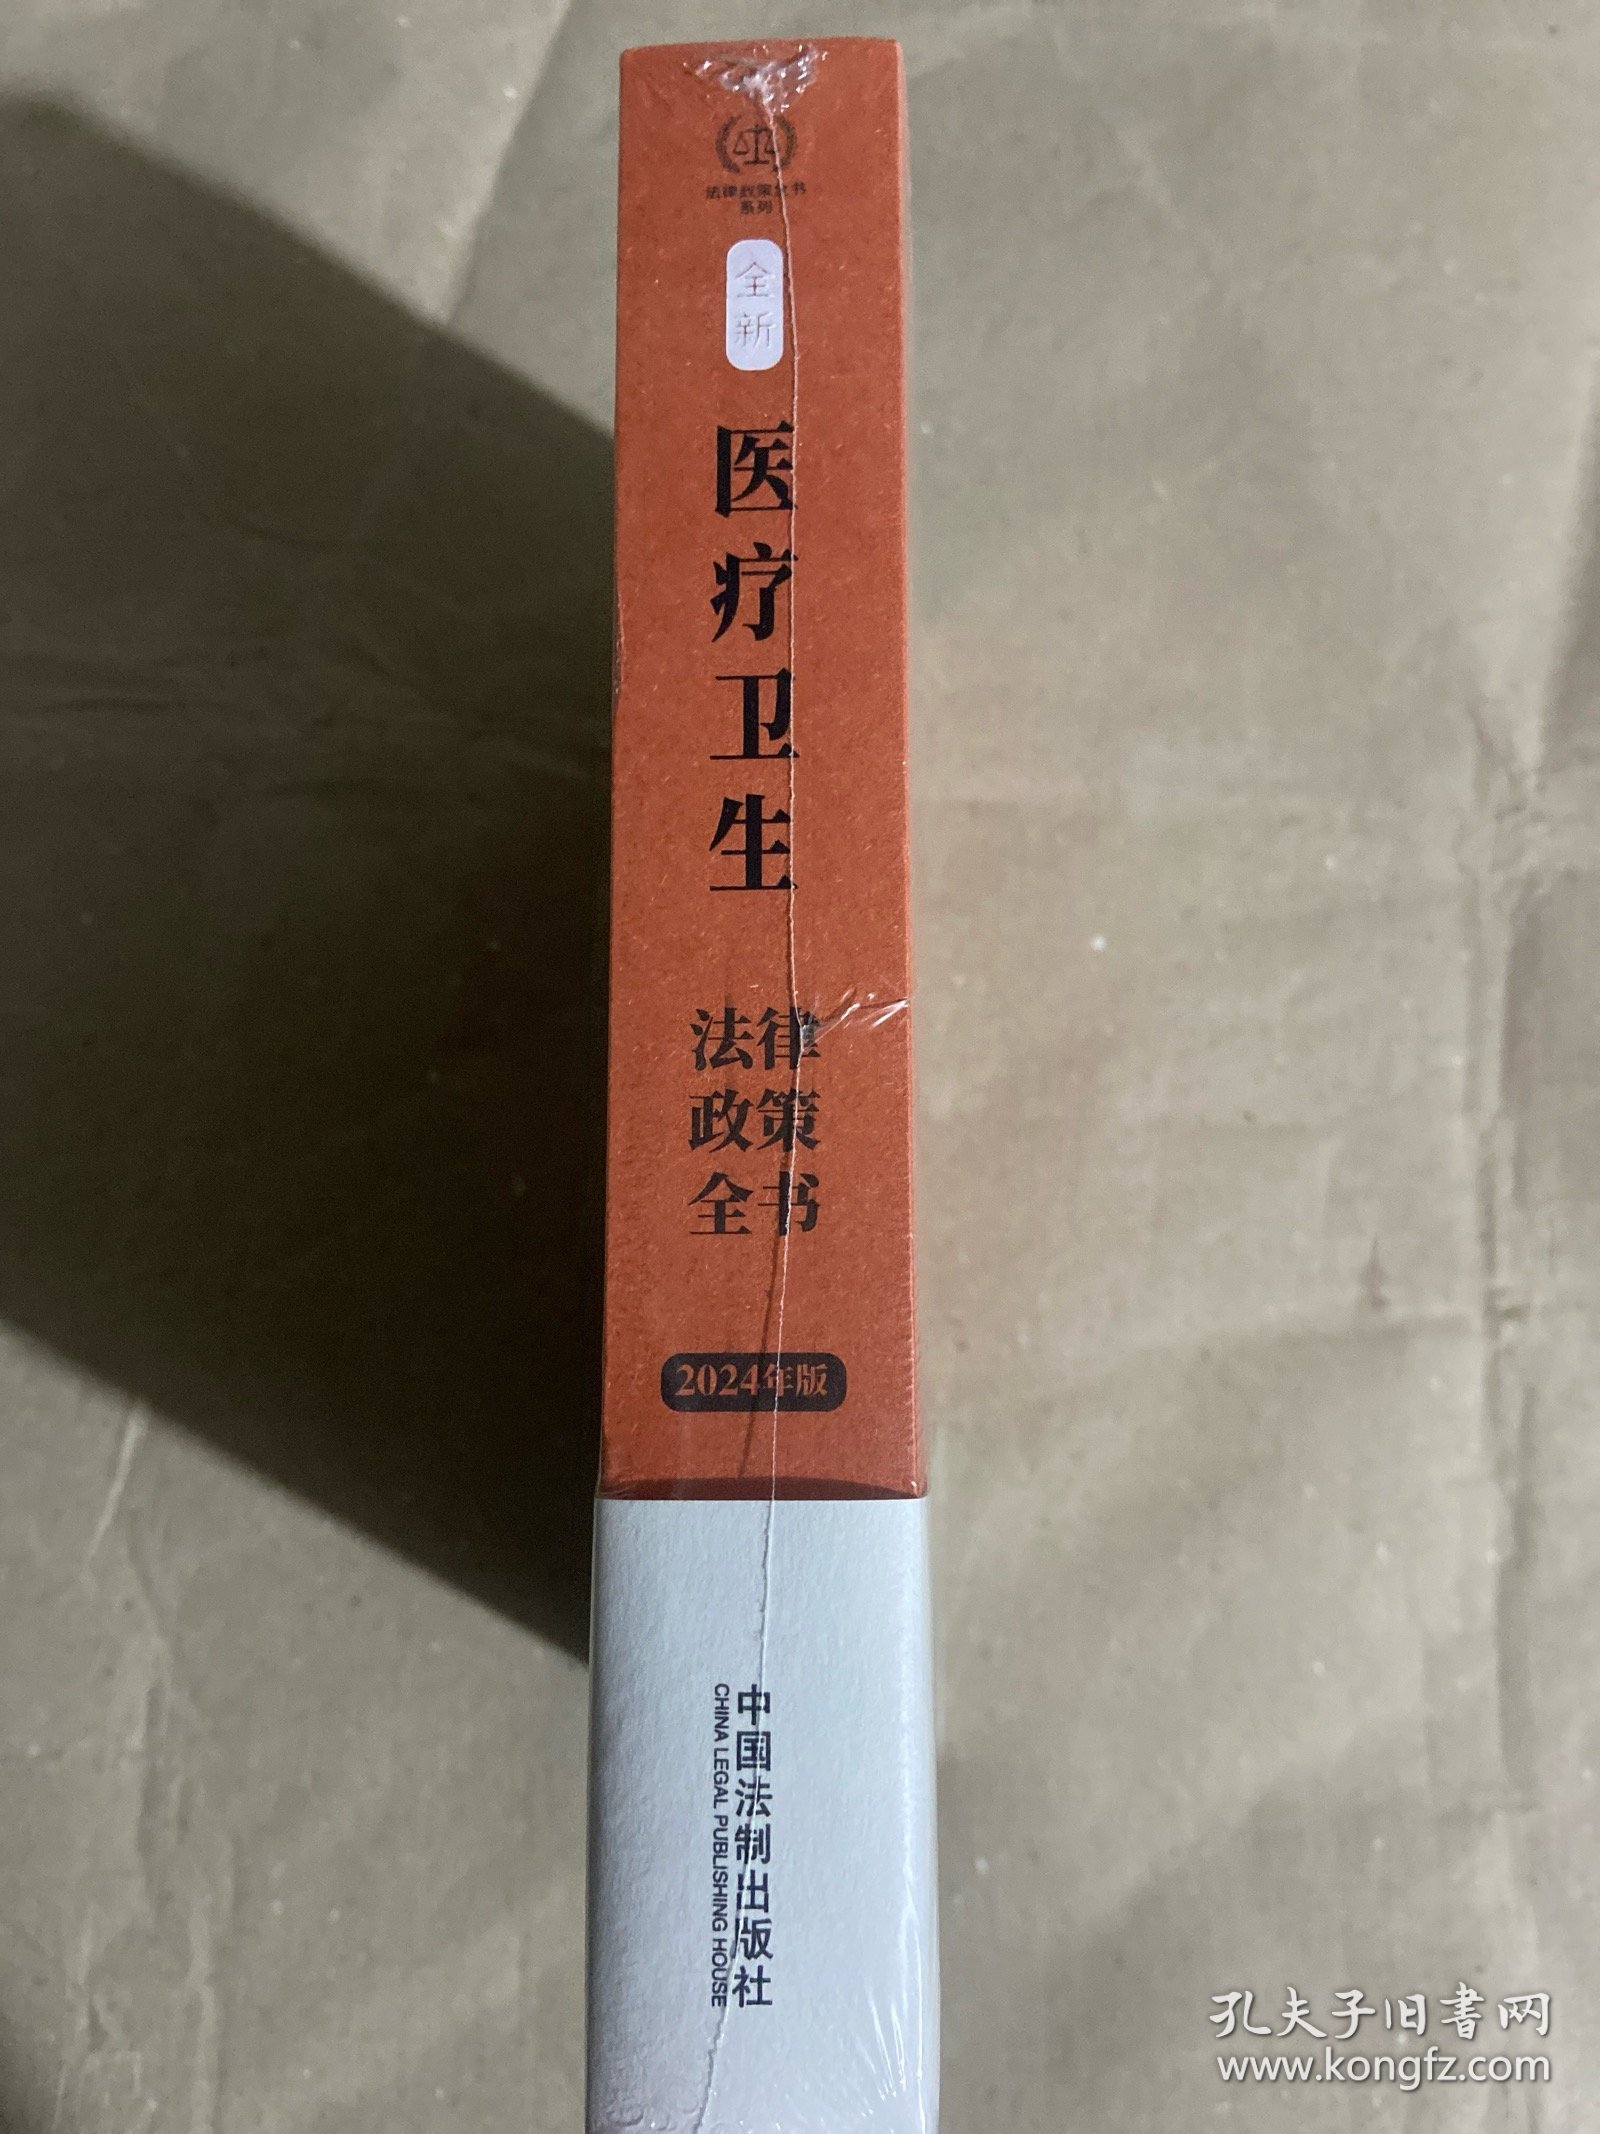 法律政策全书
系列
全新
医疗卫生
法律
政策
全书
2024年版
中国法制出版社
CHINA LEGAL PUBLISHING HOUSE
孔夫子旧書网
www.kongfz.com